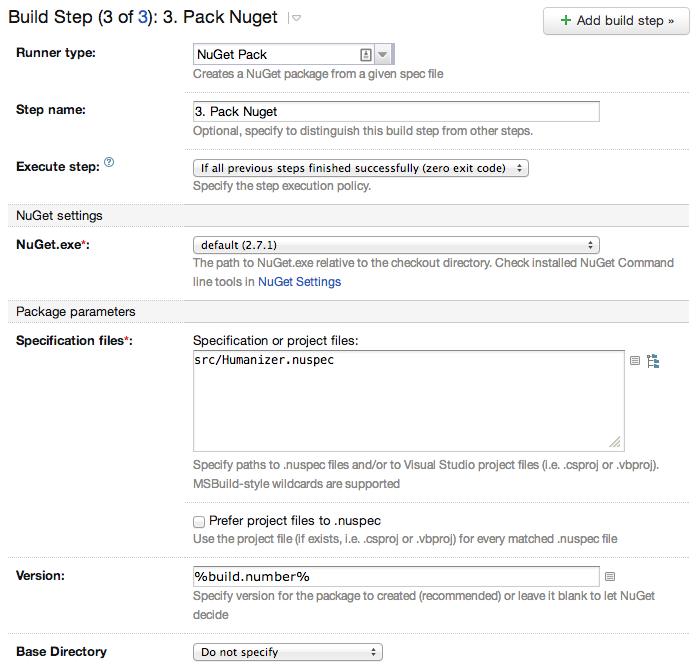 Build Step (3 of 3): 3. Pack Nuget
+ Add build step »
Runner type:
NuGet Pack
Creates a NuGet package from a given spec file
Step name:
3. Pack Nuget
Optional, specify to distinguish this build step from other steps.
Execute step: ?
If all previous steps finished successfully (zero exit code)
Specify the step execution policy.
NuGet settings
NuGet.exe*:
default (2.7.1)
The path to NuGet.exe relative to the checkout directory. Check installed NuGet Command
line tools in NuGet Settings
Package parameters
Specification files*:
Specification or project files:
src/Humanizer.nuspec
Specify paths to .nuspec files and/or to Visual Studio project files (i.e. .csproj or .vbproj).
MSBuild-style wildcards are supported
Prefer project files to .nuspec
Use the project file (if exists, i.e. .csproj or .vbproj) for every matched .nuspec file
Version:
%build.number%
Specify version for the package to created (recommended) or leave it blank to let NuGet
decide
Base Directory
Do not specify